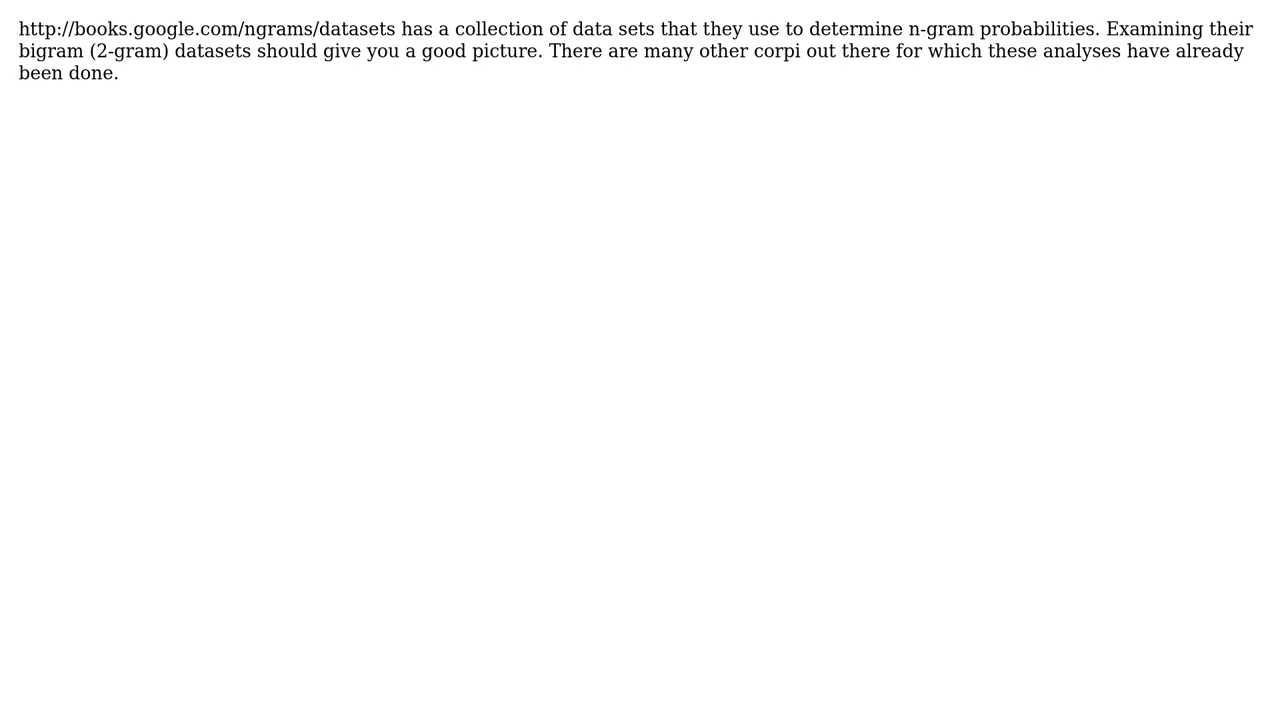 http://books.google.com/ngrams/datasets has a collection of data sets that they use to determine n-gram probabilities. Examining their
bigram (2-gram) datasets should give you a good picture. There are many other corpi out there for which these analyses have already
been done.